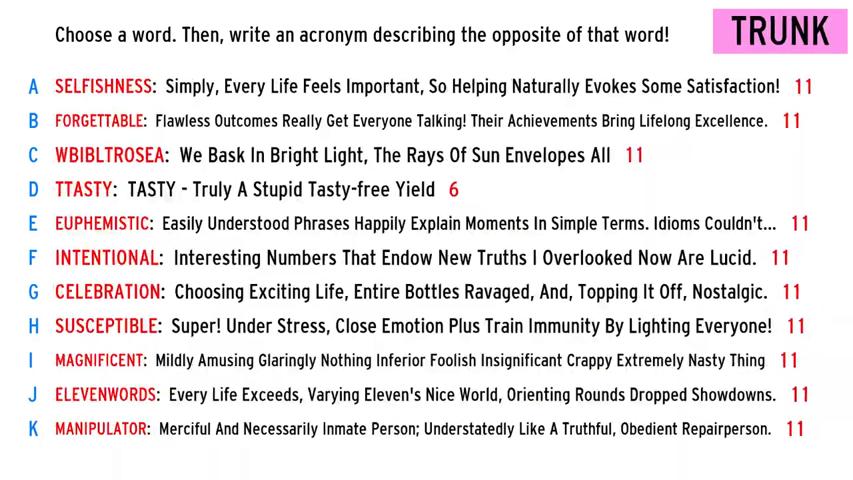 Choose a word. Then, write an acronym describing the opposite of that word!
TRUNK
A SELFISHNESS: Simply, Every Life Feels Important, So Helping Naturally Evokes Some Satisfaction! 11
B FORGETTABLE: Flawless Outcomes Really Get Everyone Talking! Their Achievements Bring Lifelong Excellence. 11
C WBIBLTROSEA: We Bask In Bright Light, The Rays Of Sun Envelopes All 11
D TTASTY: TASTY - Truly A Stupid Tasty-free Yield 6
E EUPHEMISTIC: Easily Understood Phrases Happily Explain Moments In Simple Terms. Idioms Couldn't... 11
F INTENTIONAL: Interesting Numbers That Endow New Truths I Overlooked Now Are Lucid. 11
G CELEBRATION: Choosing Exciting Life, Entire Bottles Ravaged, And, Topping It Off, Nostalgic. 11
H SUSCEPTIBLE: Super! Under Stress, Close Emotion Plus Train Immunity By Lighting Everyone! 11
I MAGNIFICENT: Mildly Amusing Glaringly Nothing Inferior Foolish Insignificant Crappy Extremely Nasty Thing 11
J ELEVENWORDS: Every Life Exceeds, Varying Eleven's Nice World, Orienting Rounds Dropped Showdowns. 11
K MANIPULATOR: Merciful And Necessarily Inmate Person; Understatedly Like A Truthful, Obedient Repairperson. 11